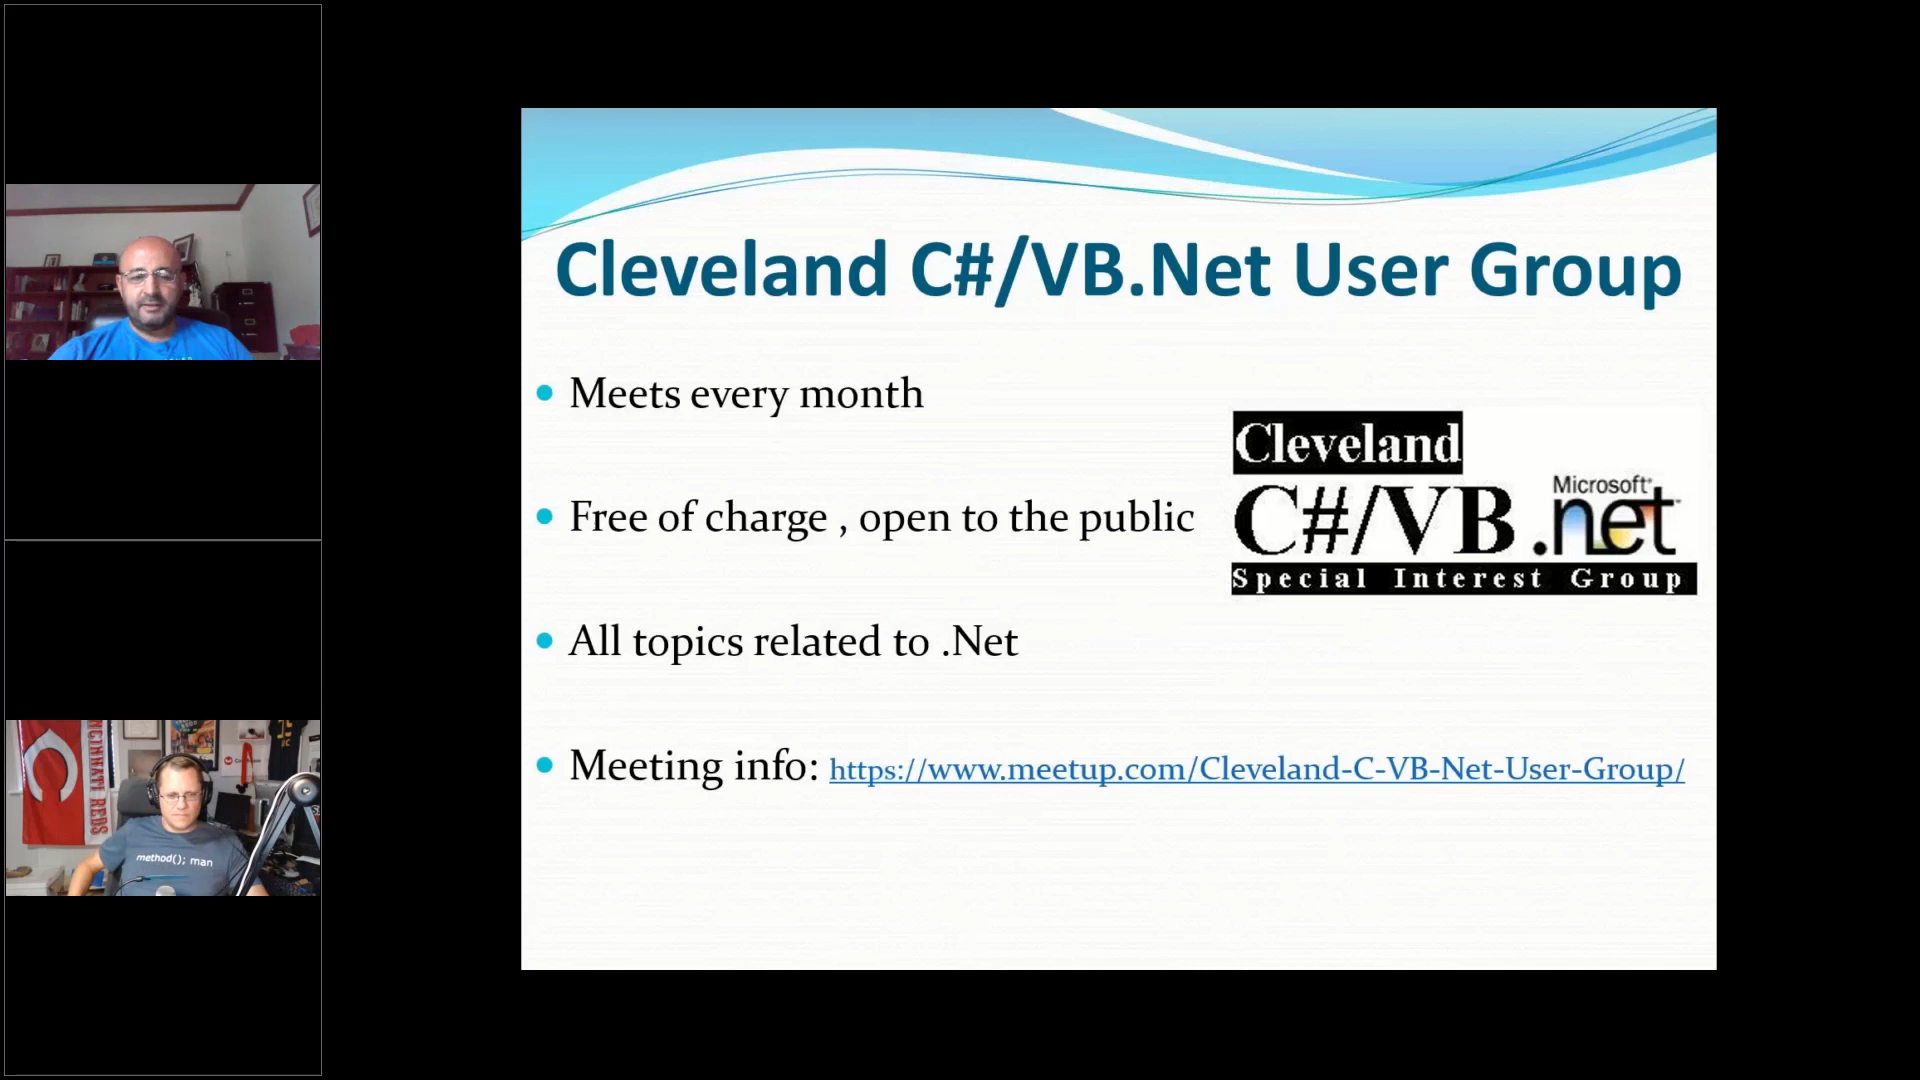 Cleveland C#/VB.Net User Group
Meets every month
Free of charge , open to the public
All topics related to .Net
Meeting info: https://www.meetup.com/Cleveland-C-VB-Net-User-Group/
Cleveland
Microsoft
C#/VB .net
Special Interest Group
CINCINNATI REDS
method(); man